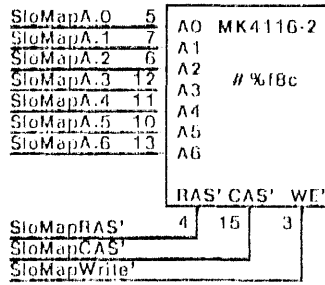 SloMapA.0 5
SloMapA.1 7
SloMapA.2 6
SloMapA.3 12
SloMapA.4 11
SloMapA.5 10
SloMapA.6 13
A0 MK4116-2
A1
A2
A3 # %f8c
A4
A5
A6
RAS' CAS' WE'
4 15 3
SloMapRAS'
SloMapCAS'
SloMapWrite'